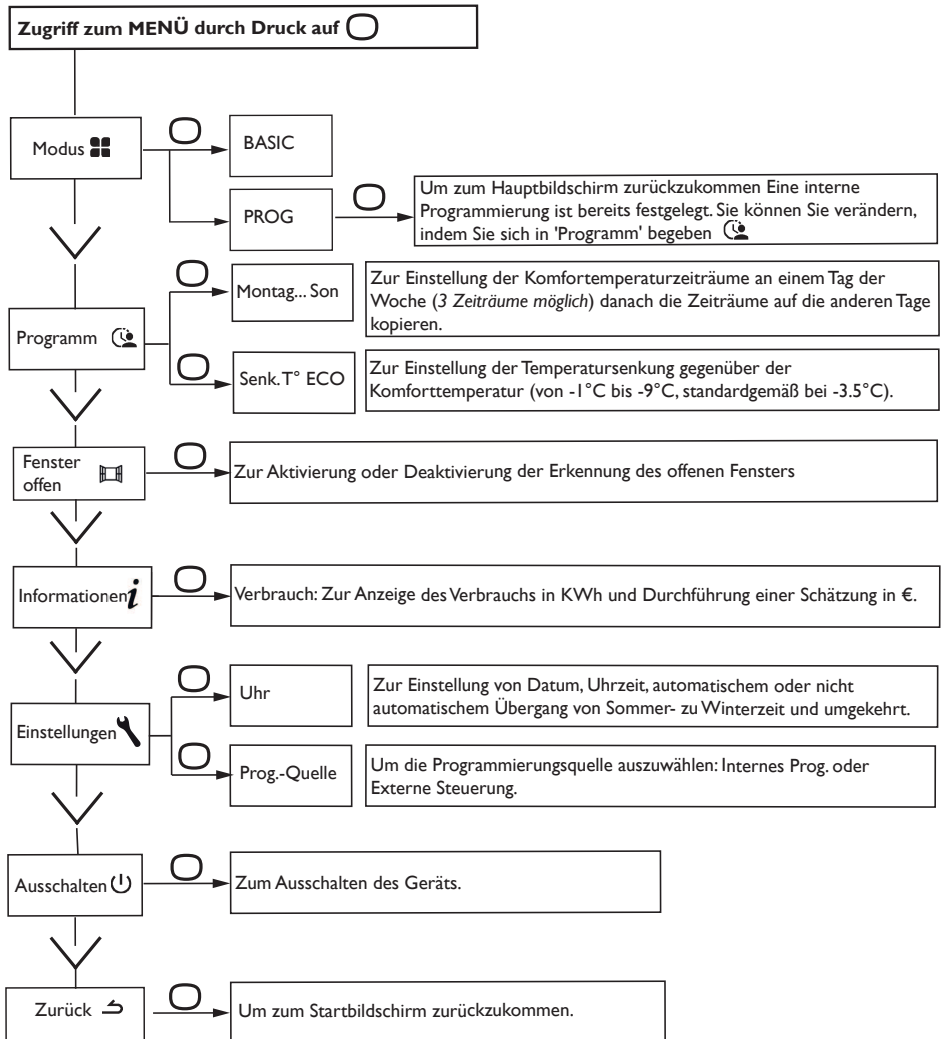 Zugriff zum MENÜ durch Druck auf
Modus
BASIC
PROG
Um zum Hauptbildschirm zurückzukommen Eine interne
Programmierung ist bereits festgelegt. Sie können Sie verändern,
indem Sie sich in 'Programm' begeben
Programm
Montag... Son
Zur Einstellung der Komfortemperaturzeiträume an einem Tag der
Woche (3 Zeiträume möglich) danach die Zeiträume auf die anderen Tage
kopieren.
Senk. T° ECO
Zur Einstellung der Temperatursenkung gegenüber der
Komforttemperatur (von -1°C bis -9°C, standardgemäß bei -3.5°C).
Fenster
offen
Zur Aktivierung oder Deaktivierung der Erkennung des offenen Fensters
Informationen
Verbrauch: Zur Anzeige des Verbrauchs in KWh und Durchführung einer Schätzung in €.
Einstellungen
Uhr
Zur Einstellung von Datum, Uhrzeit, automatischem oder nicht
automatischem Übergang von Sommer- zu Winterzeit und umgekehrt.
Prog.-Quelle
Um die Programmierungsquelle auszuwählen: Internes Prog. oder
Externe Steuerung.
Ausschalten
Zum Ausschalten des Geräts.
Zurück
Um zum Startbildschirm zurückzukommen.